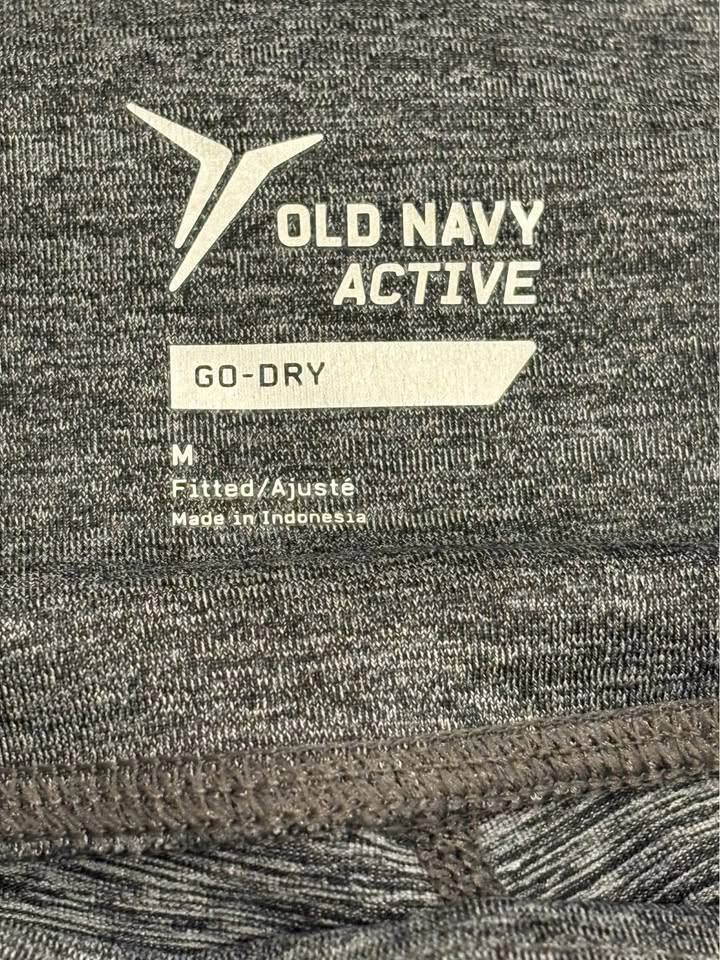 OLD NAVY
ACTIVE
GO-DRY
M
Fitted/Ajusté
Made in Indonesia